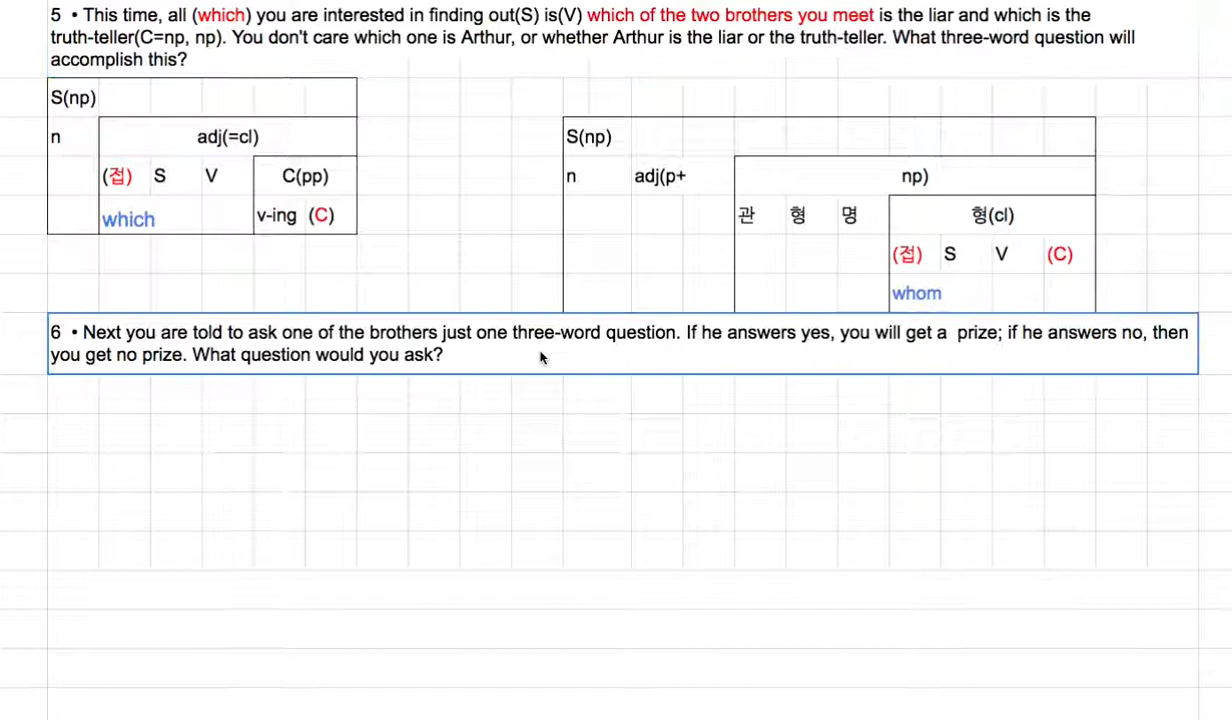 5 • This time, all (which) you are interested in finding out(S) is(V) which of the two brothers you meet is the liar and which is the
truth-teller(C=np, np). You don't care which one is Arthur, or whether Arthur is the liar or the truth-teller. What three-word question will
accomplish this?
S(np)
n adj(=cl)
(접) S V C(pp)
which v-ing (C)
S(np)
n adj(p+ np)
관 형 명 형(cl)
(접) S V (C)
whom
6 • Next you are told to ask one of the brothers just one three-word question. If he answers yes, you will get a prize; if he answers no, then
you get no prize. What question would you ask?